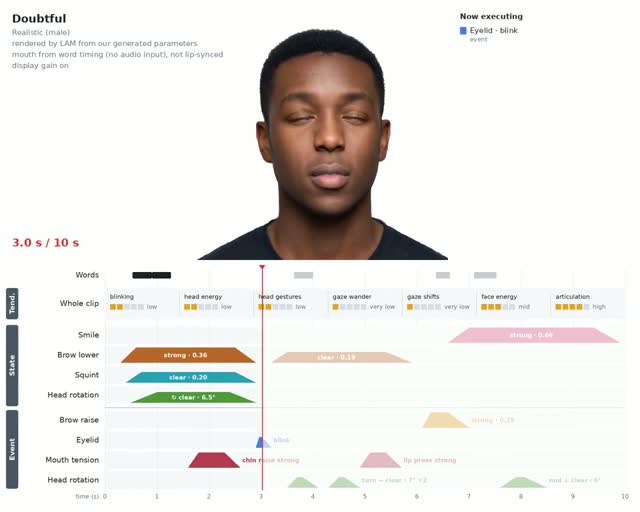 Doubtful
Realistic (male)
rendered by LAM from our generated parameters
mouth from word timing (no audio input), not lip-synced
display gain on
Now executing
Eyelid · blink
event
3.0 s / 10 s
Words
Tend.
Whole clip
blinking
low
head energy
low
head gestures
low
gaze wander
very low
gaze shifts
very low
face energy
mid
articulation
high
State
Smile
strong · 0.66
Brow lower
strong · 0.36
clear · 0.19
Squint
clear · 0.20
Head rotation
↻ clear · 6.5°
Event
Brow raise
strong · 0.29
Eyelid
blink
Mouth tension
chin raise strong
lip press strong
Head rotation
turn ↔ clear · 7° ×2
nod ↓ clear · 6°
time (s)
0 1 2 3 4 5 6 7 8 9 10